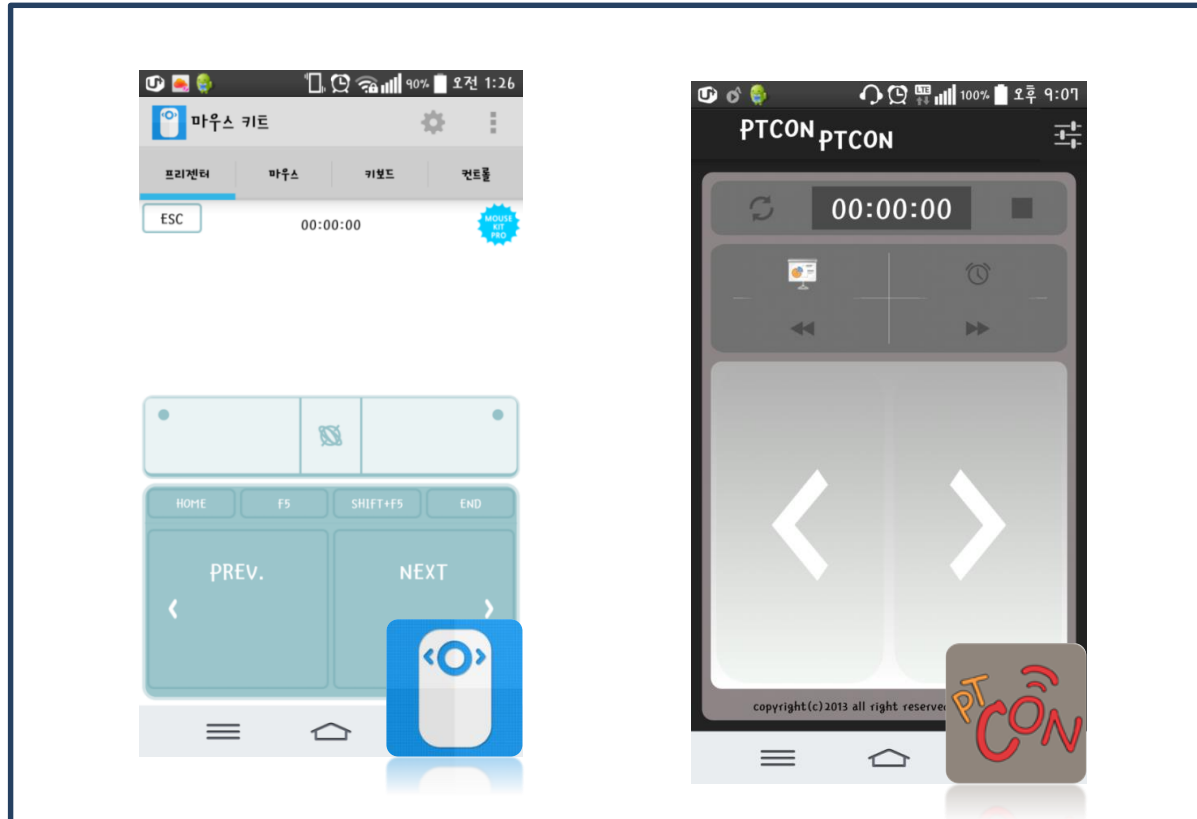 90% 오전 1:26
마우스 키트
프리젠터 마우스 키보드 컨트롤
ESC 00:00:00 MOUSE KIT PRO
HOME F5 SHIFT+F5 END
PREV. NEXT
LTE 100% 오후 9:07
PTCON PTCON
00:00:00
copyright(c)2013 all right reserve
PT CON